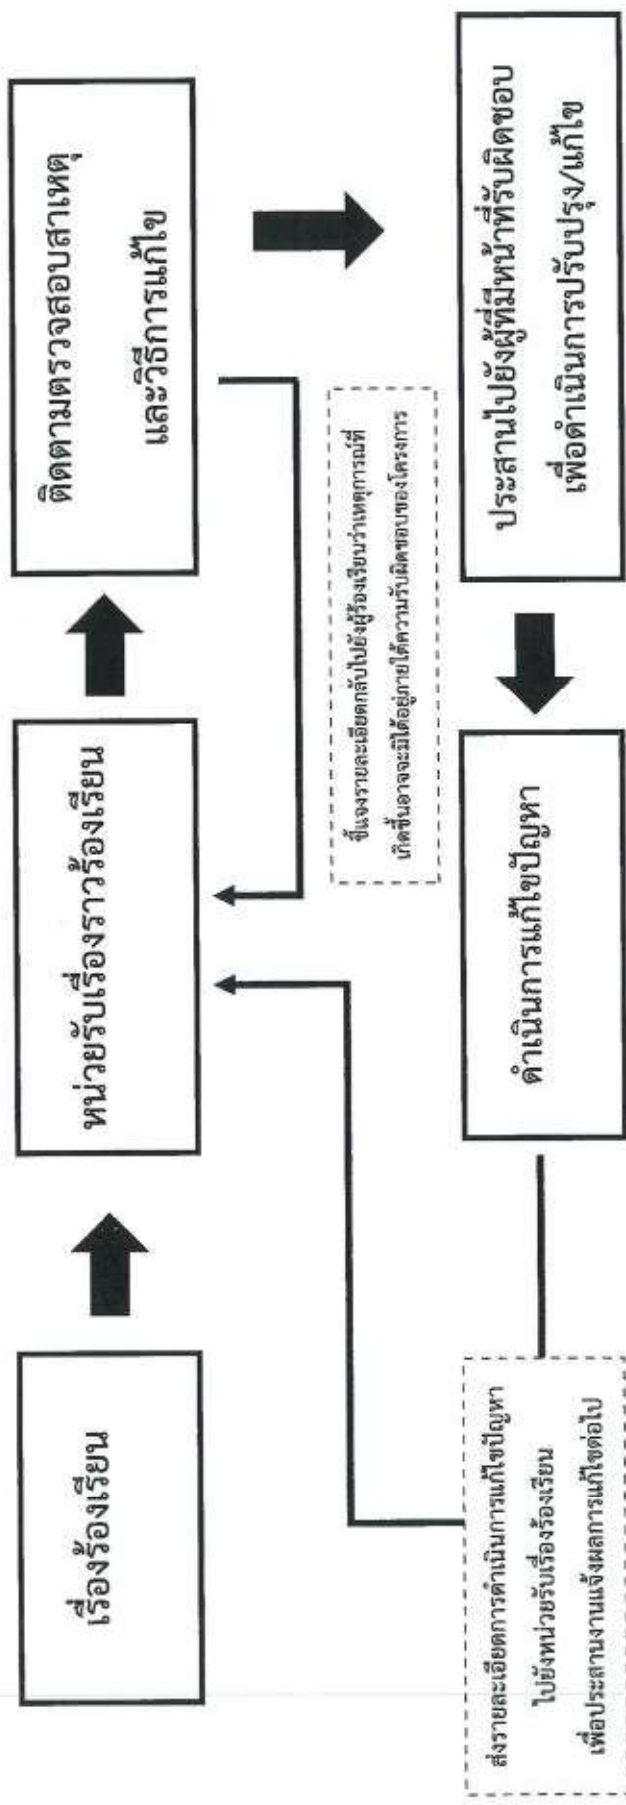 เรื่องร้องเรียน
หน่วยรับเรื่องราวร้องเรียน
ติดตามตรวจสอบสาเหตุ
และวิธีการแก้ไข
ชี้แจงรายละเอียดกลับไปยังผู้ร้องเรียนว่าเหตุการณ์ที่
เกิดขึ้นอาจจะมิได้อยู่ภายใต้ความรับผิดชอบของโครงการ
ประสานไปยังผู้ที่มีหน้าที่รับผิดชอบ
เพื่อดำเนินการปรับปรุง/แก้ไข
ดำเนินการแก้ไขปัญหา
ส่งรายละเอียดการดำเนินการแก้ไขปัญหา
ไปยังหน่วยรับเรื่องร้องเรียน
เพื่อประสานงานแจ้งผลการแก้ไขต่อไป